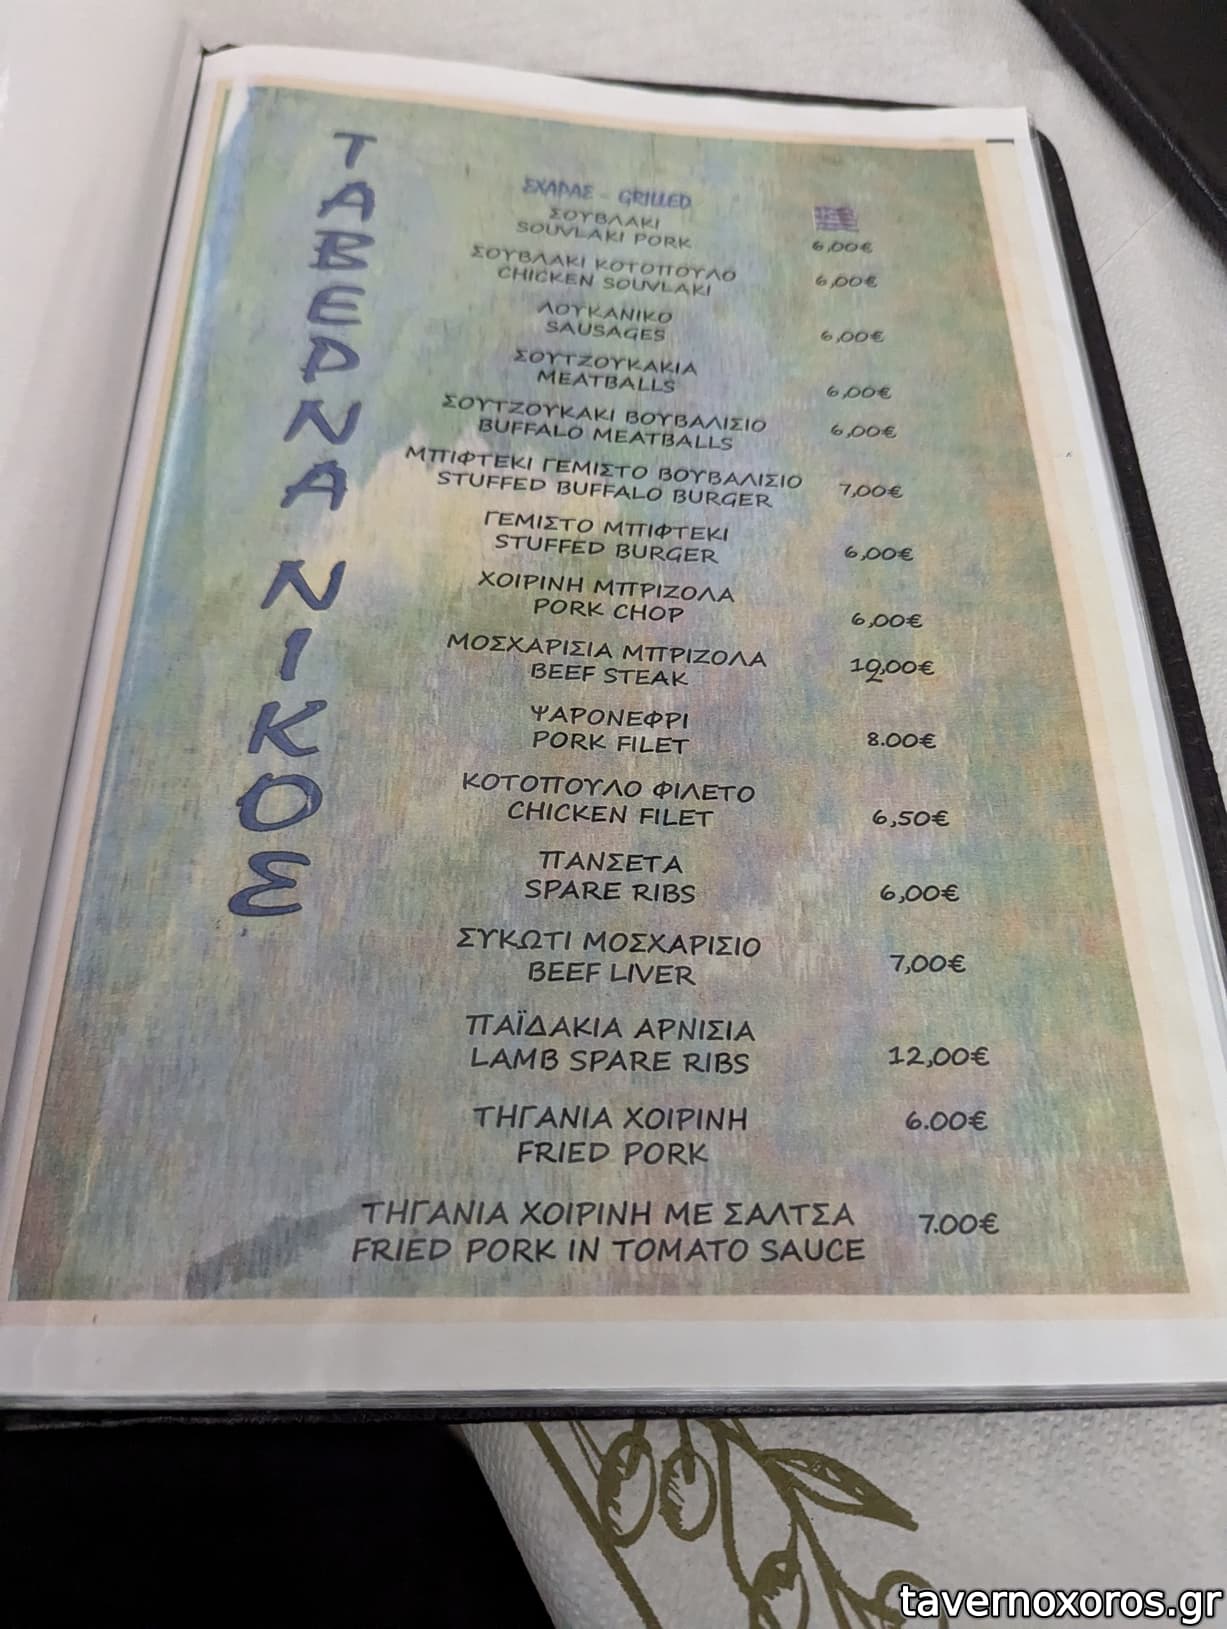 ΤΑΒΕΡΝΑ ΝΙΚΟΣ
ΣΧΑΡΑΣ - GRILLED
ΣΟΥΒΛΑΚΙ
SOUVLAKI PORK 6,00€
ΣΟΥΒΛΑΚΙ ΚΟΤΟΠΟΥΛΟ
CHICKEN SOUVLAKI 6,00€
ΛΟΥΚΑΝΙΚΟ
SAUSAGES 6,00€
ΣΟΥΤΖΟΥΚΑΚΙΑ
MEATBALLS 6,00€
ΣΟΥΤΖΟΥΚΑΚΙ ΒΟΥΒΑΛΙΣΙΟ
BUFFALO MEATBALLS 6,00€
ΜΠΙΦΤΕΚΙ ΓΕΜΙΣΤΟ ΒΟΥΒΑΛΙΣΙΟ
STUFFED BUFFALO BURGER 7,00€
ΓΕΜΙΣΤΟ ΜΠΙΦΤΕΚΙ
STUFFED BURGER 6,00€
ΧΟΙΡΙΝΗ ΜΠΡΙΖΟΛΑ
PORK CHOP 6,00€
ΜΟΣΧΑΡΙΣΙΑ ΜΠΡΙΖΟΛΑ
BEEF STEAK 12,00€
ΨΑΡΟΝΕΦΡΙ
PORK FILET 8.00€
ΚΟΤΟΠΟΥΛΟ ΦΙΛΕΤΟ
CHICKEN FILET 6,50€
ΠΑΝΣΕΤΑ
SPARE RIBS 6,00€
ΣΥΚΩΤΙ ΜΟΣΧΑΡΙΣΙΟ
BEEF LIVER 7,00€
ΠΑΪΔΑΚΙΑ ΑΡΝΙΣΙΑ
LAMB SPARE RIBS 12,00€
ΤΗΓΑΝΙΑ ΧΟΙΡΙΝΗ 6.00€
FRIED PORK
ΤΗΓΑΝΙΑ ΧΟΙΡΙΝΗ ΜΕ ΣΑΛΤΣΑ 7.00€
FRIED PORK IN TOMATO SAUCE
tavernoxoros.gr